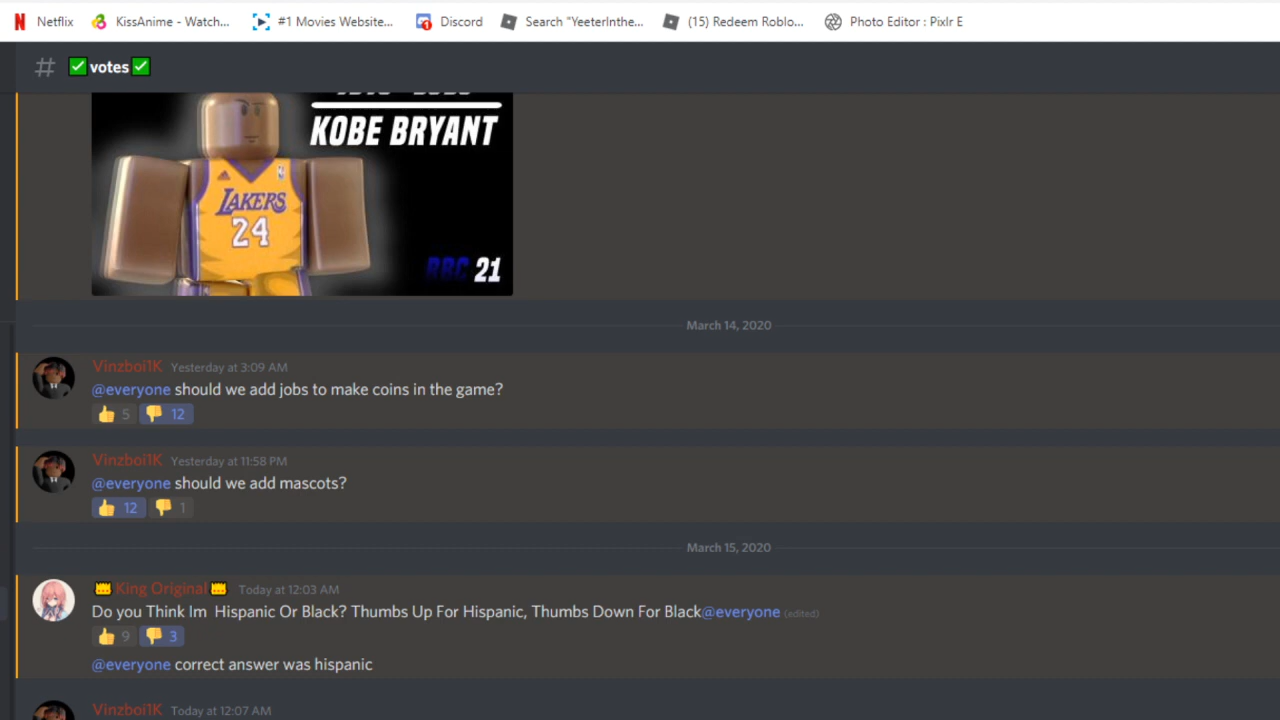 Netflix
KissAnime - Watch...
#1 Movies Website...
Discord
Search "YeeterInthe...
(15) Redeem Roblo...
Photo Editor : Pixlr E
# ✅votes✅
KOBE BRYANT
LAKERS
24
BBC 21
March 14, 2020
Vinzboi1K Yesterday at 3:09 AM
@everyone should we add jobs to make coins in the game?
👍 5 👎 12
Vinzboi1K Yesterday at 11:58 PM
@everyone should we add mascots?
👍 12 👎 1
March 15, 2020
King Original Today at 12:03 AM
Do you Think Im Hispanic Or Black? Thumbs Up For Hispanic, Thumbs Down For Black@everyone (edited)
👍 9 👎 3
@everyone correct answer was hispanic
Vinzboi1K Today at 12:07 AM